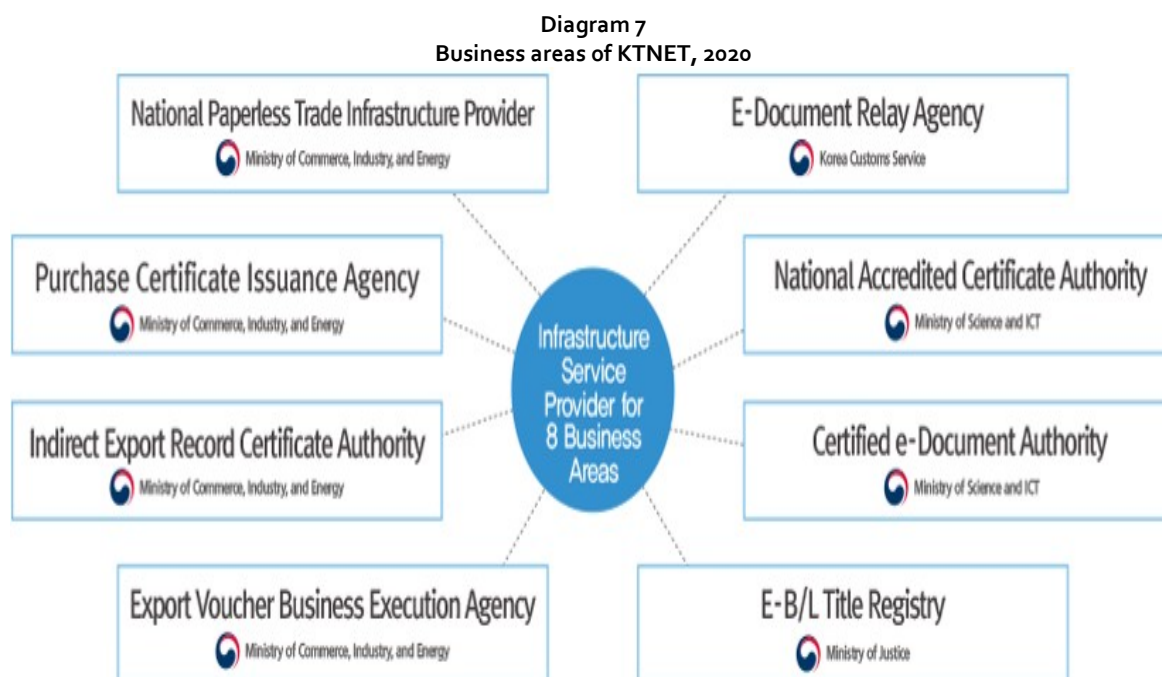 Diagram 7
Business areas of KTNET, 2020
National Paperless Trade Infrastructure Provider
Ministry of Commerce, Industry, and Energy
E-Document Relay Agency
Korea Customs Service
Purchase Certificate Issuance Agency
Ministry of Commerce, Industry, and Energy
National Accredited Certificate Authority
Ministry of Science and ICT
Infrastructure
Service
Provider for
8 Business
Areas
Indirect Export Record Certificate Authority
Ministry of Commerce, Industry, and Energy
Certified e-Document Authority
Ministry of Science and ICT
Export Voucher Business Execution Agency
Ministry of Commerce, Industry, and Energy
E-B/L Title Registry
Ministry of Justice